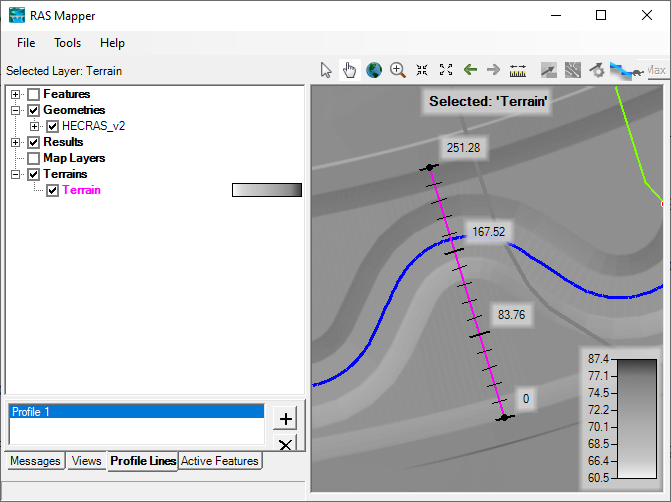 RAS Mapper
File Tools Help
Selected Layer: Terrain
Max
Features
Geometries
HECRAS_v2
Results
Map Layers
Terrains
Terrain
Selected: 'Terrain'
251.28
167.52
83.76
0
87.4
77.1
74.5
72.2
70.1
68.5
66.4
60.5
Profile 1
Messages Views Profile Lines Active Features